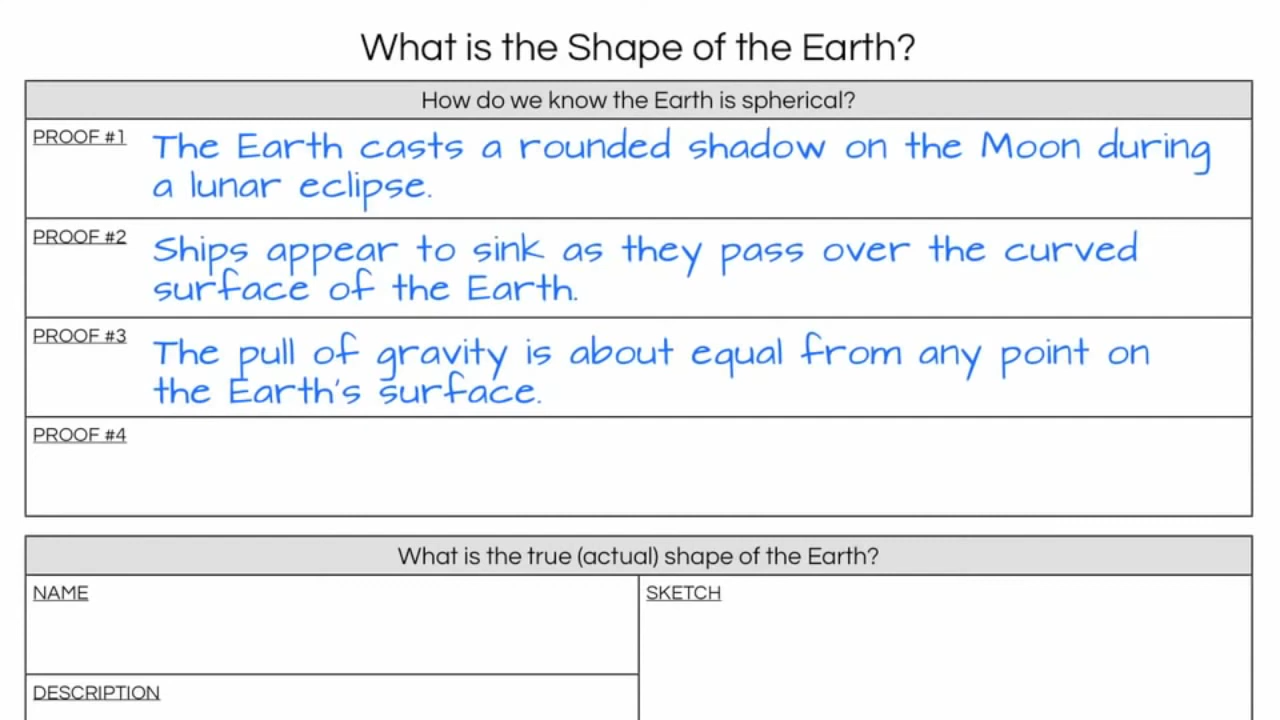 What is the Shape of the Earth?
How do we know the Earth is spherical?
PROOF #1
The Earth casts a rounded shadow on the Moon during
a lunar eclipse.
PROOF #2
Ships appear to sink as they pass over the curved
surface of the Earth.
PROOF #3
The pull of gravity is about equal from any point on
the Earth's surface.
PROOF #4
What is the true (actual) shape of the Earth?
NAME
SKETCH
DESCRIPTION